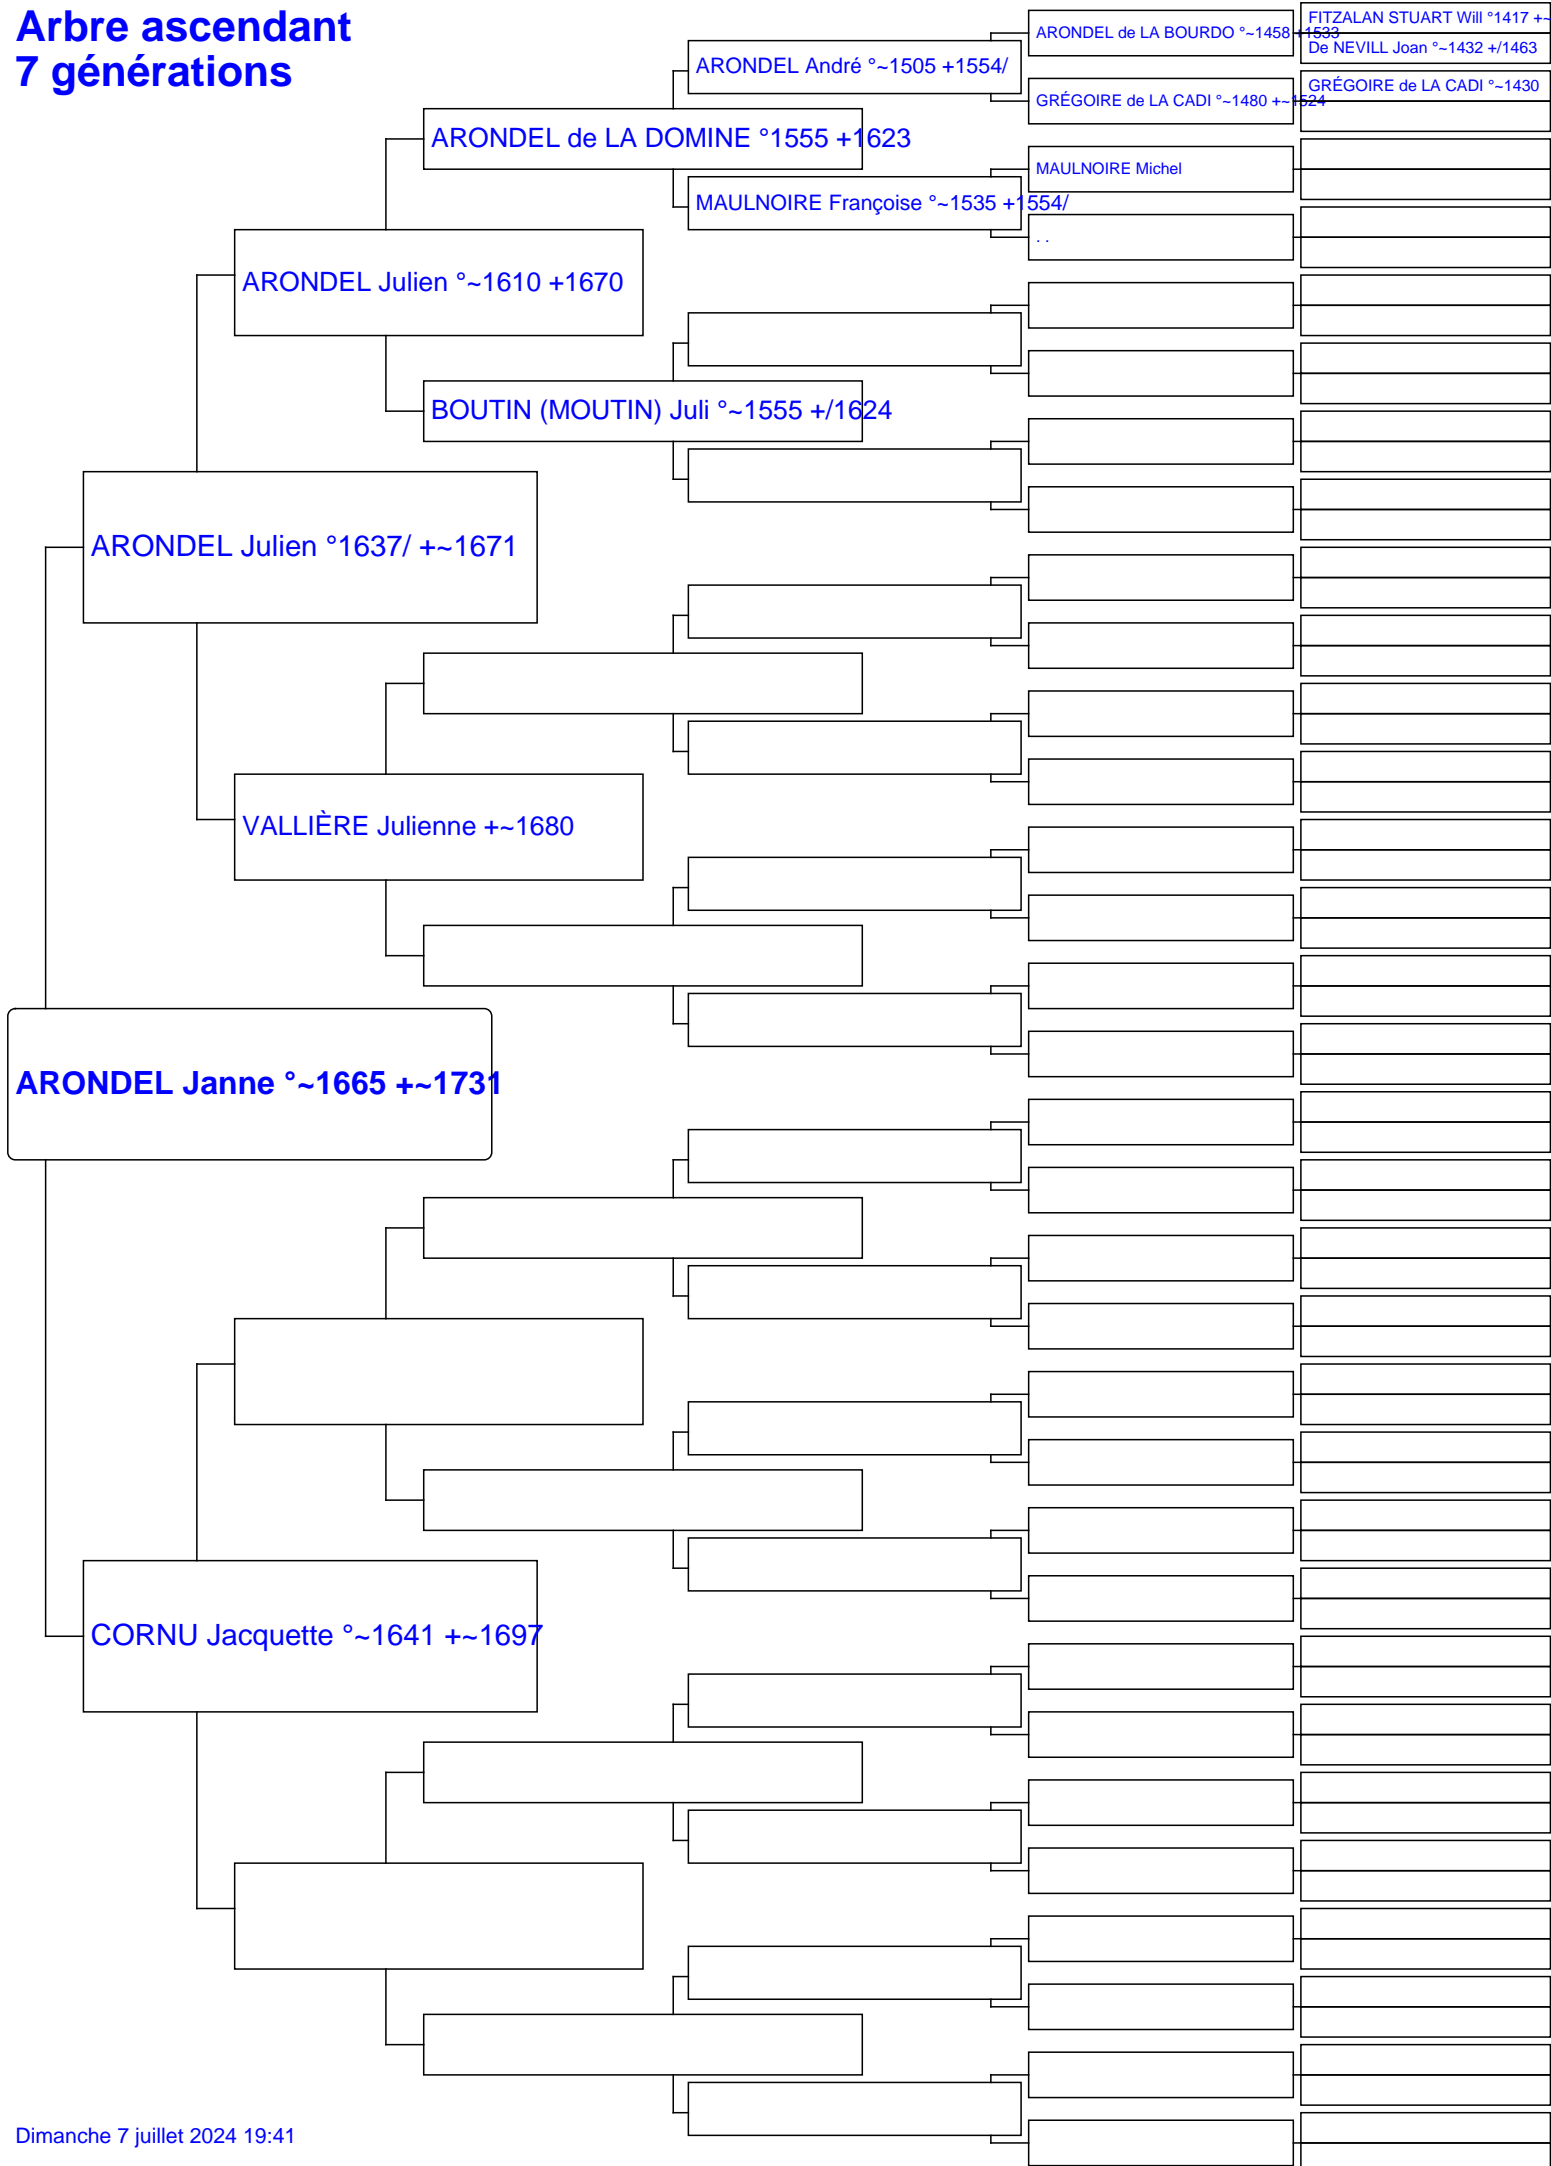 Arbre ascendant
7 générations
FITZALAN STUART Will °1417 +~
ARONDEL de LA BOURDO °~1458 +1533
De NEVILL Joan °~1432 +/1463
ARONDEL André °~1505 +1554/
GRÉGOIRE de LA CADI °~1430
GRÉGOIRE de LA CADI °~1480 +~1524
ARONDEL de LA DOMINE °1555 +1623
MAULNOIRE Michel
MAULNOIRE Françoise °~1535 +1554/
. .
ARONDEL Julien °~1610 +1670
BOUTIN (MOUTIN) Juli °~1555 +/1624
ARONDEL Julien °1637/ +~1671
VALLIÈRE Julienne +~1680
ARONDEL Janne °~1665 +~1731
CORNU Jacquette °~1641 +~1697
Dimanche 7 juillet 2024 19:41